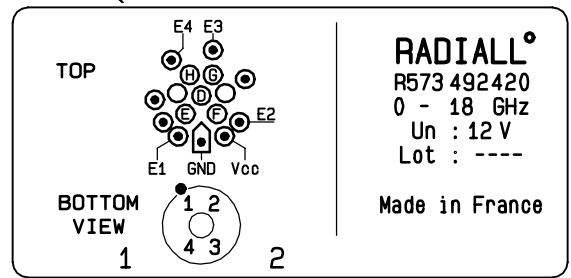 E4 E3
TOP
H G
D
E F
E2
E1 GND Vcc
BOTTOM
VIEW
1 2
4 3
1 2
RADIALL°
R573 492420
0 - 18 GHz
Un : 12 V
Lot : ----
Made in France